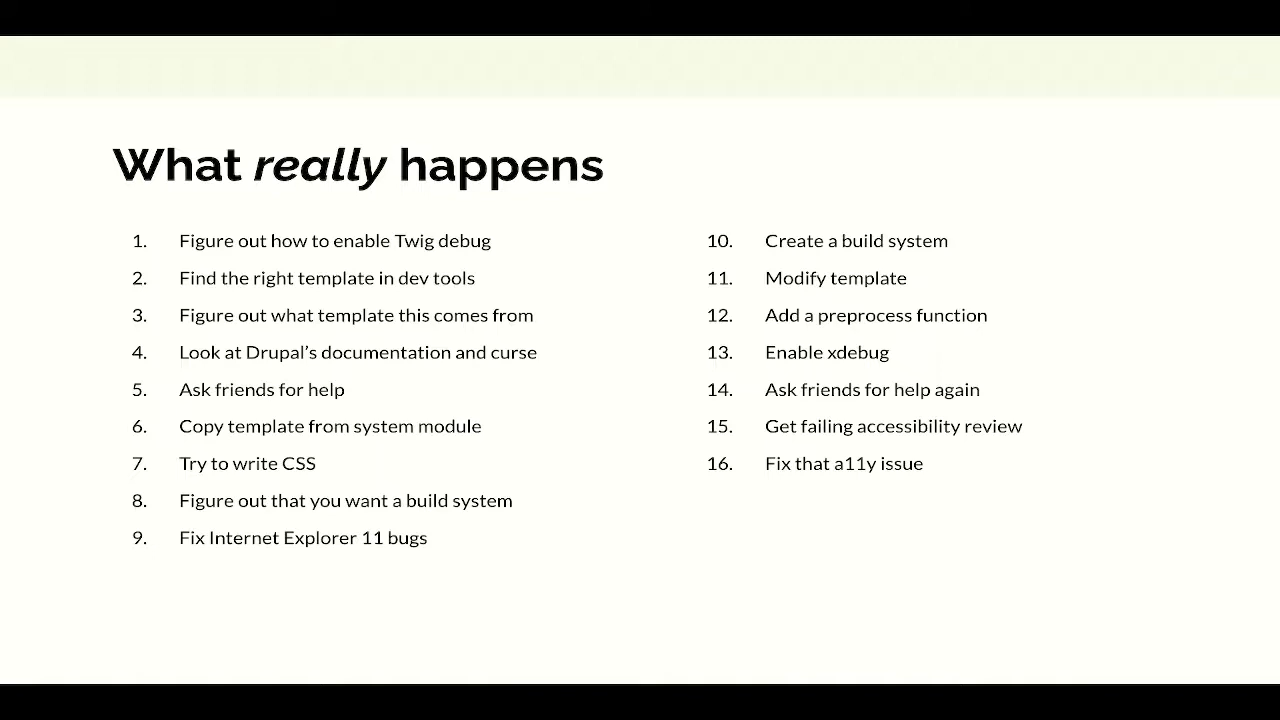 What really happens
1. Figure out how to enable Twig debug
2. Find the right template in dev tools
3. Figure out what template this comes from
4. Look at Drupal's documentation and curse
5. Ask friends for help
6. Copy template from system module
7. Try to write CSS
8. Figure out that you want a build system
9. Fix Internet Explorer 11 bugs
10. Create a build system
11. Modify template
12. Add a preprocess function
13. Enable xdebug
14. Ask friends for help again
15. Get failing accessibility review
16. Fix that a11y issue